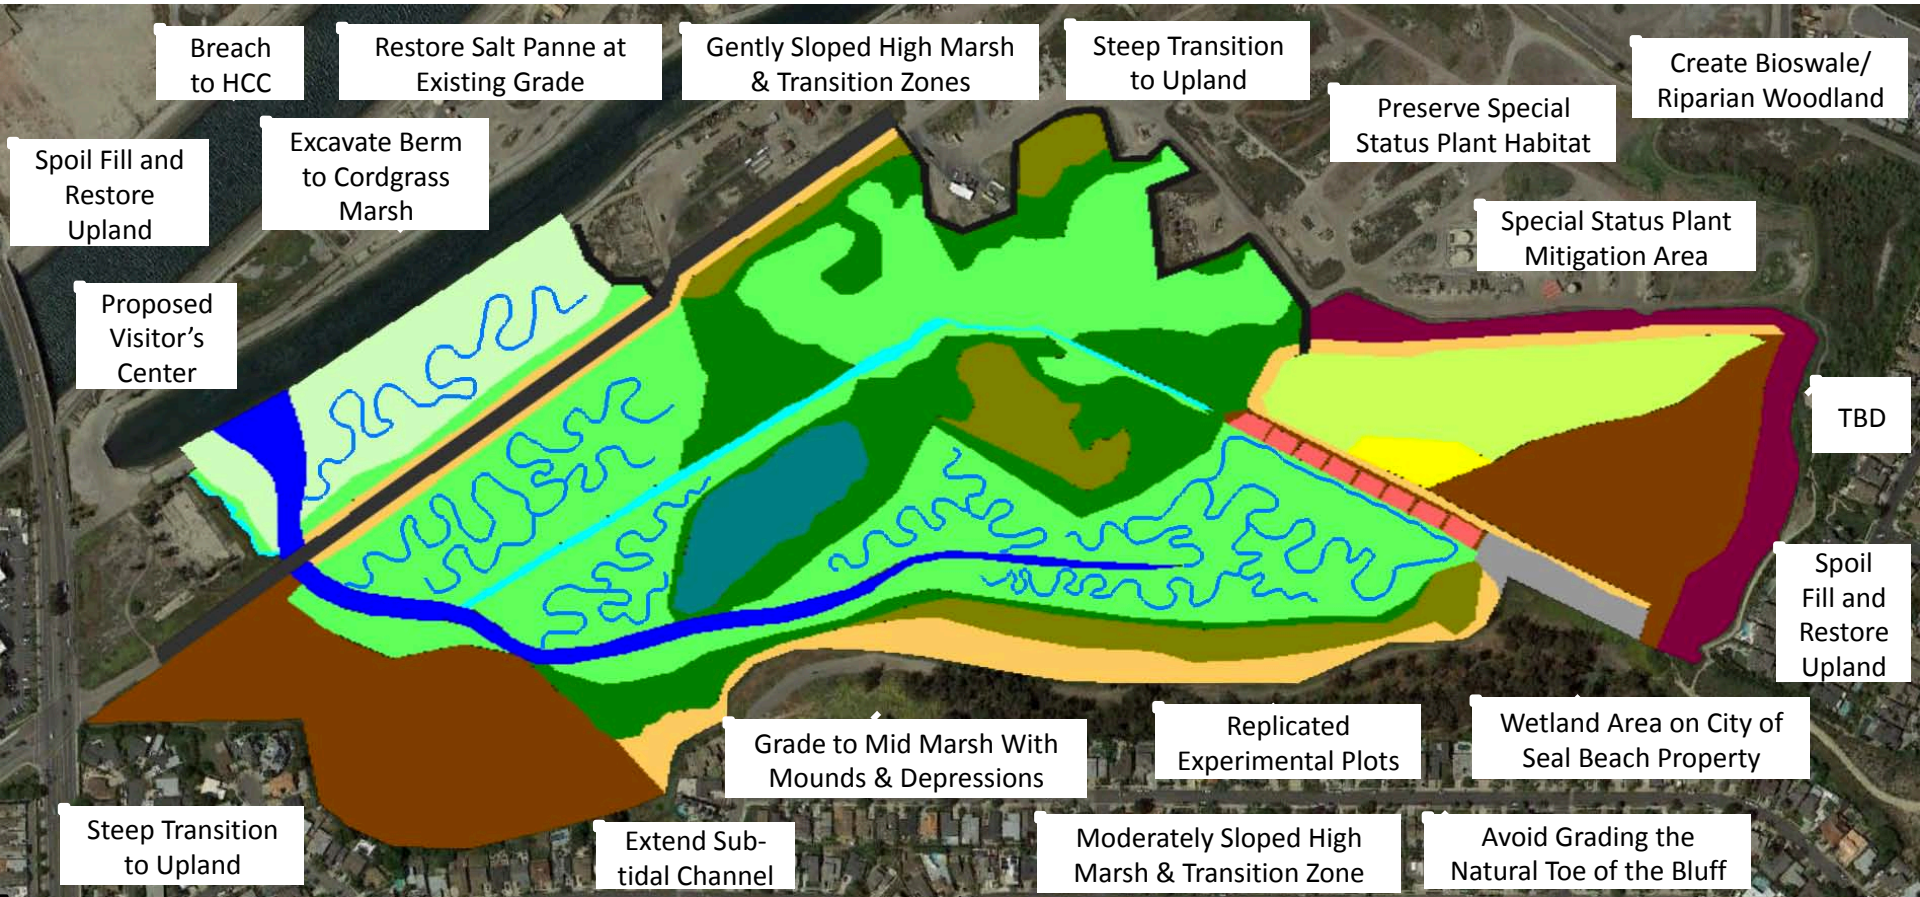 Breach
to HCC
Restore Salt Panne at
Existing Grade
Gently Sloped High Marsh
& Transition Zones
Steep Transition
to Upland
Create Bioswale/
Riparian Woodland
Preserve Special
Status Plant Habitat
Spoil Fill and
Restore
Upland
Excavate Berm
to Cordgrass
Marsh
Special Status Plant
Mitigation Area
Proposed
Visitor’s
Center
TBD
Spoil
Fill and
Restore
Upland
Grade to Mid Marsh With
Mounds & Depressions
Replicated
Experimental Plots
Wetland Area on City of
Seal Beach Property
Steep Transition
to Upland
Extend Sub-
tidal Channel
Moderately Sloped High
Marsh & Transition Zone
Avoid Grading the
Natural Toe of the Bluff